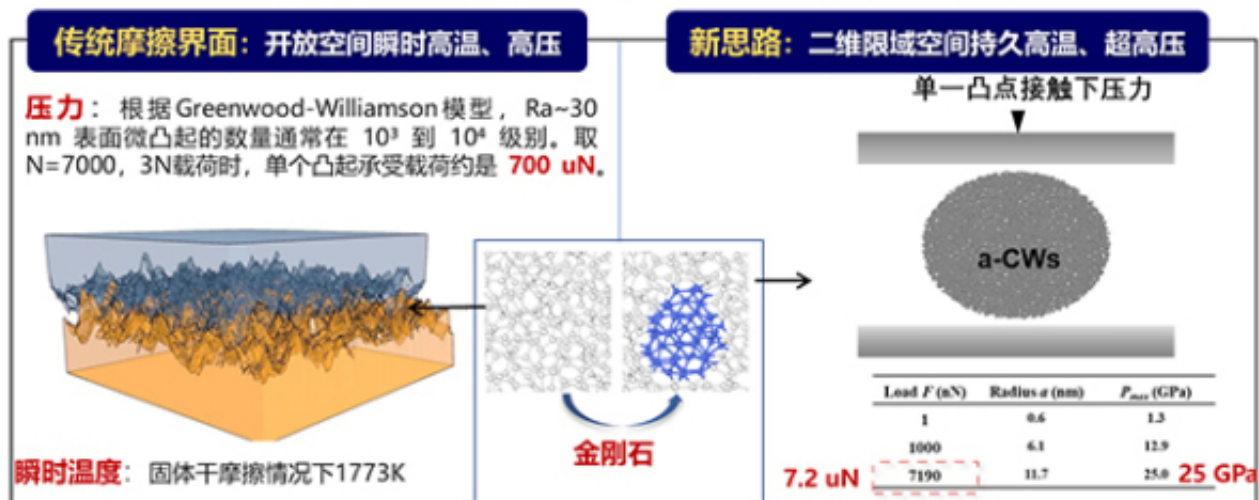 传统摩擦界面：开放空间瞬时高温、高压
压力：根据Greenwood-Williamson模型，Ra~30
nm 表面微凸起的数量通常在 10³ 到 10⁴ 级别。取
N=7000，3N载荷时，单个凸起承受载荷约是 700 uN。
瞬时温度：固体干摩擦情况下1773K
金刚石
新思路：二维限域空间持久高温、超高压
单一凸点接触下压力
a-CWs
Load F (nN) Radius a (nm) Pmax (GPa)
1 0.6 1.3
1000 6.1 12.9
7.2 uN 7190 11.7 25.0 25 GPa